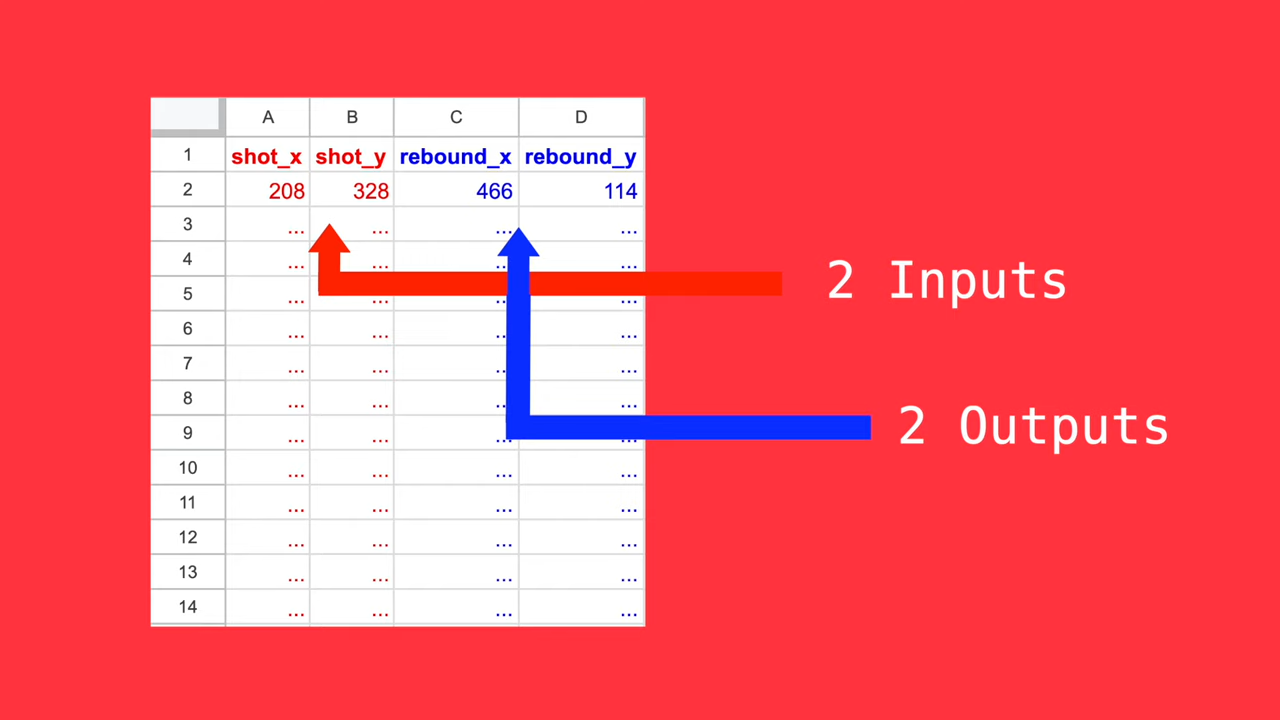 A B C D
1 shot_x shot_y rebound_x rebound_y
2 208 328 466 114
3 ... ... ... ...
4 ... ... ... ...
5 ... ... .. ...
6 ... ... .. ...
7 ... ... .. ...
8 ... ... .. ...
9 ... ... .. ...
10 ... ... ... ...
11 ... ... ... ...
12 ... ... ... ...
13 ... ... ... ...
14 ... ... ... ...
2 Inputs
2 Outputs